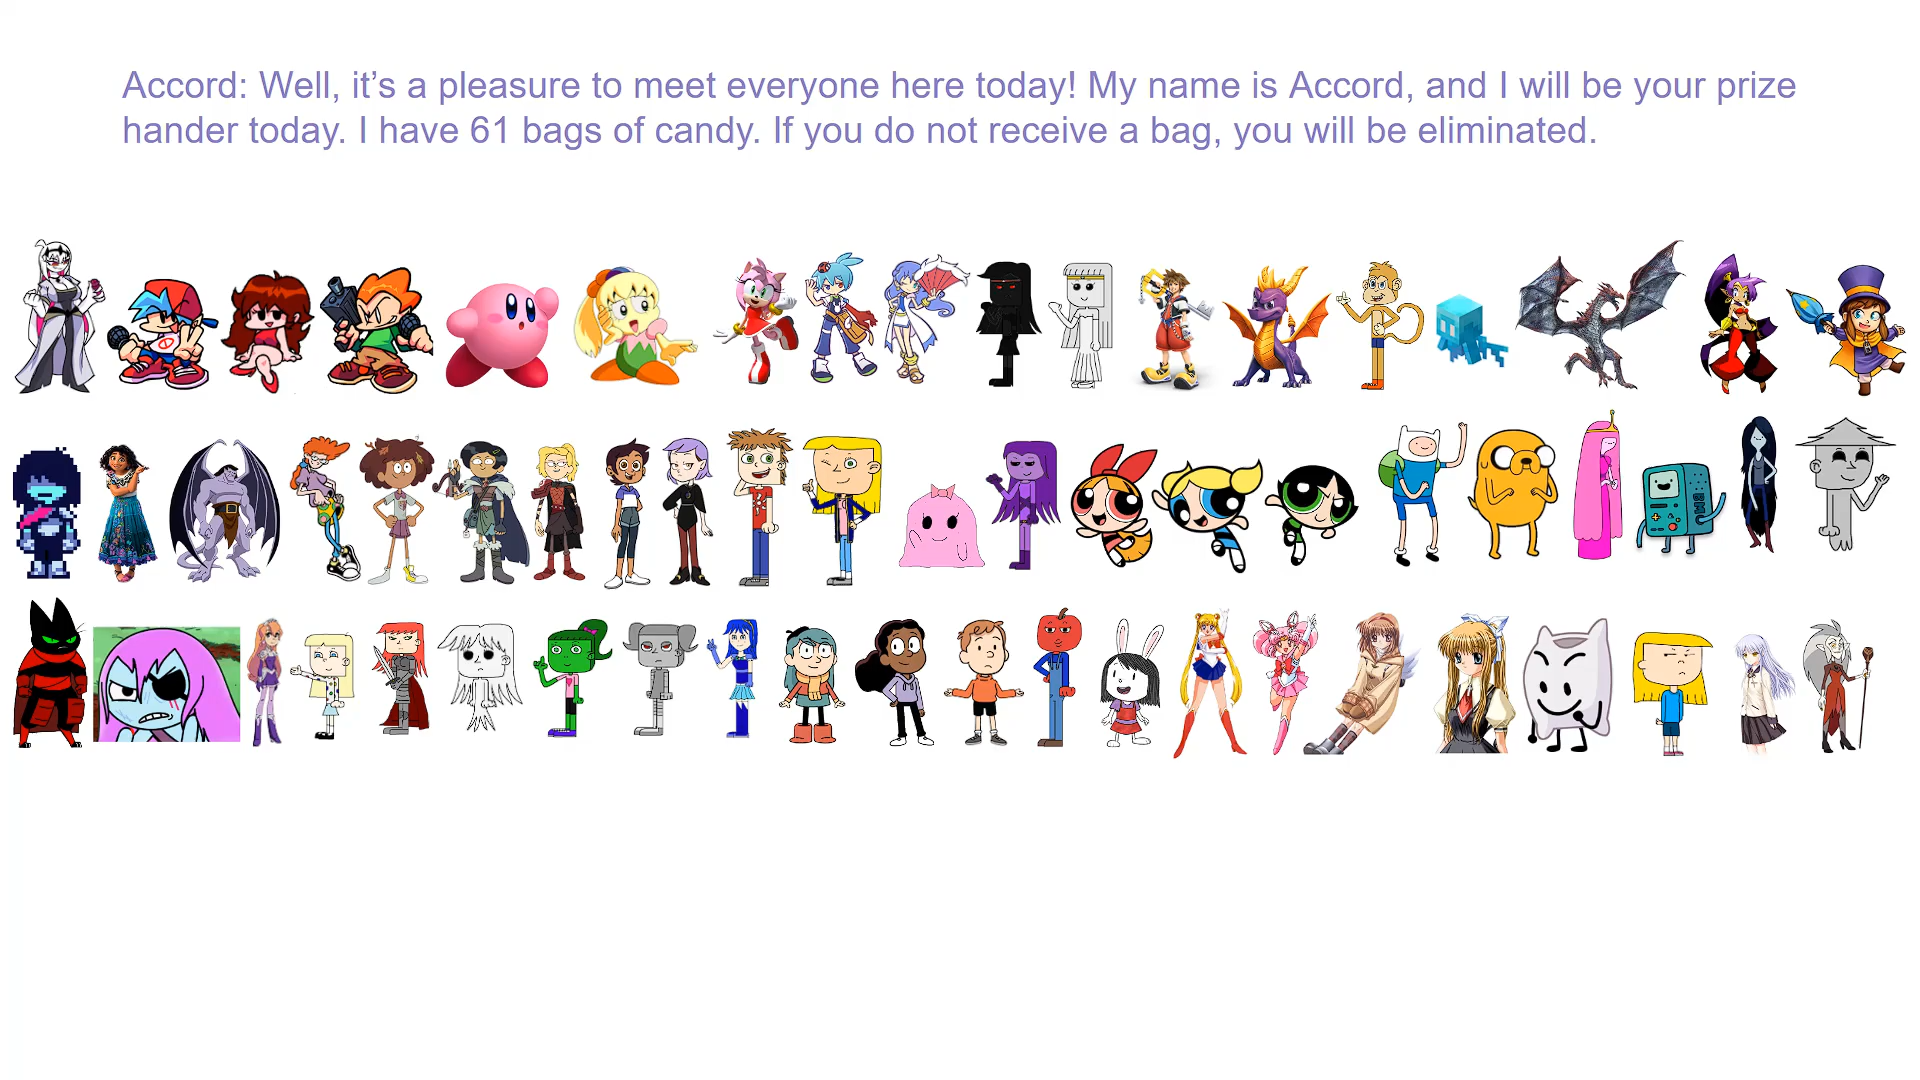 Accord: Well, it’s a pleasure to meet everyone here today! My name is Accord, and I will be your prize
hander today. I have 61 bags of candy. If you do not receive a bag, you will be eliminated.